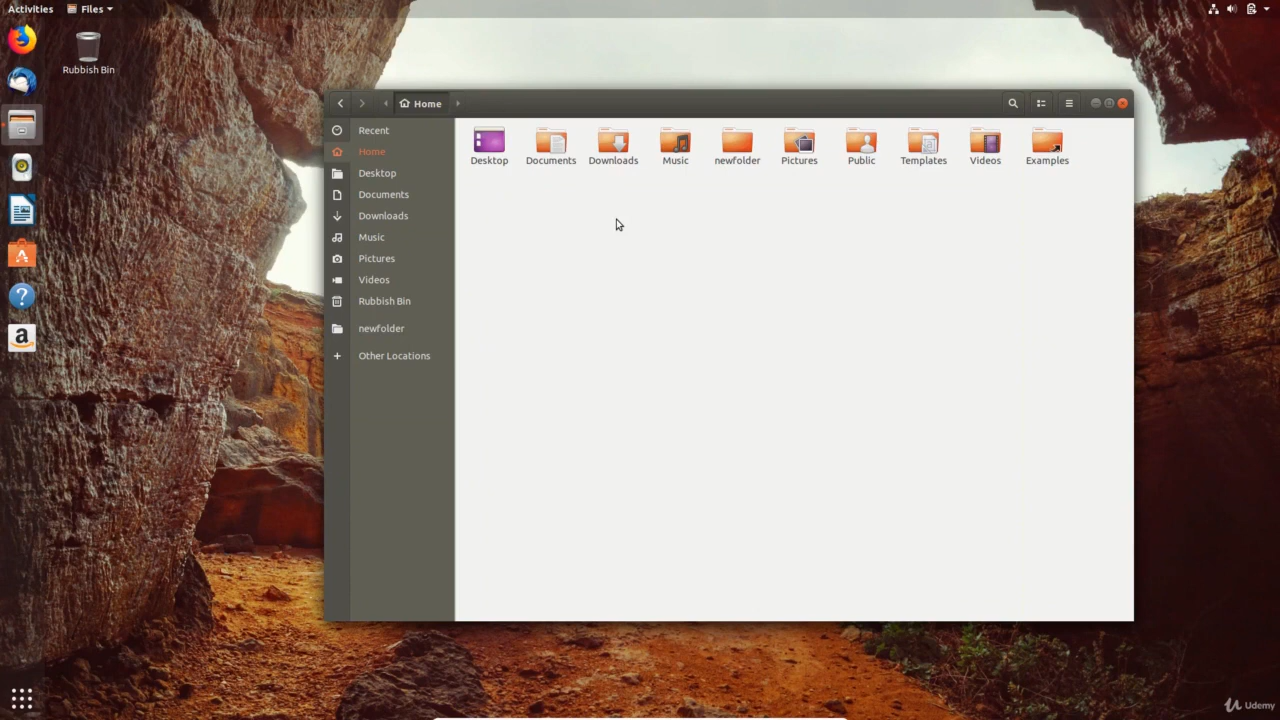 Activities
Files
Rubbish Bin
Home
Recent
Home
Desktop
Documents
Downloads
Music
Pictures
Videos
Rubbish Bin
newfolder
Other Locations
Desktop
Documents
Downloads
Music
newfolder
Pictures
Public
Templates
Videos
Examples
a
Udemy